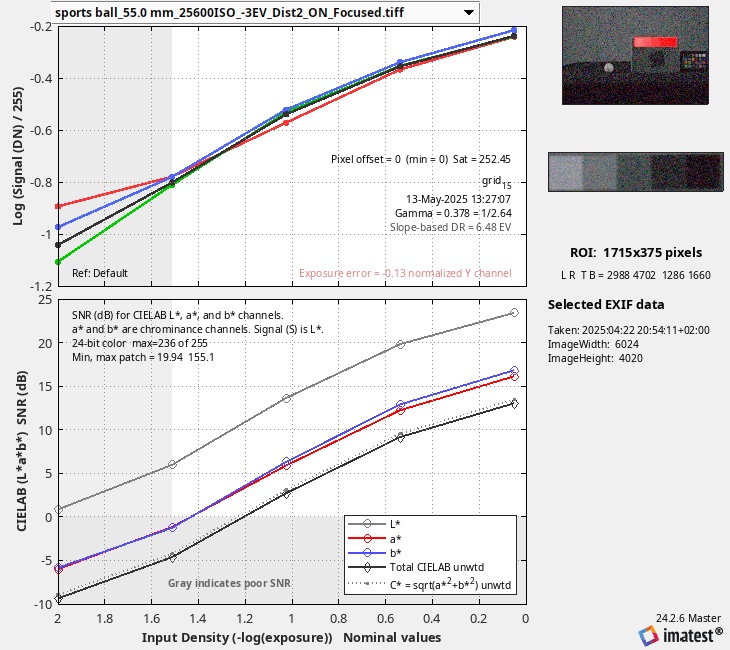 sports ball_55.0 mm_25600ISO_-3EV_Dist2_ON_Focused.tiff
-0.2
-0.4
-0.6
-0.8
-1
-1.2
Log (Signal (DN) / 255)
Pixel offset = 0 (min = 0) Sat = 252.45
grid_15
13-May-2025 13:27:07
Gamma = 0.378 = 1/2.64
Slope-based DR = 6.48 EV
Ref: Default
Exposure error = -0.13 normalized Y channel
ROI: 1715x375 pixels
L R T B = 2988 4702 1286 1660
Selected EXIF data
Taken: 2025:04:22 20:54:11+02:00
ImageWidth: 6024
ImageHeight: 4020
25
20
15
10
5
0
-5
-10
CIELAB (L*a*b*) SNR (dB)
SNR (dB) for CIELAB L*, a*, and b* channels.
a* and b* are chrominance channels. Signal (S) is L*.
24-bit color max=236 of 255
Min, max patch = 19.94 155.1
L*
a*
b*
Total CIELAB unwtd
C* = sqrt(a*2+b*2) unwtd
Gray indicates poor SNR
2 1.8 1.6 1.4 1.2 1 0.8 0.6 0.4 0.2 0
Input Density (-log(exposure)) Nominal values
24.2.6 Master
imatest®